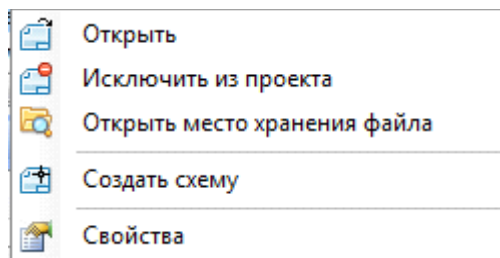 Открыть
Исключить из проекта
Открыть место хранения файла
Создать схему
Свойства